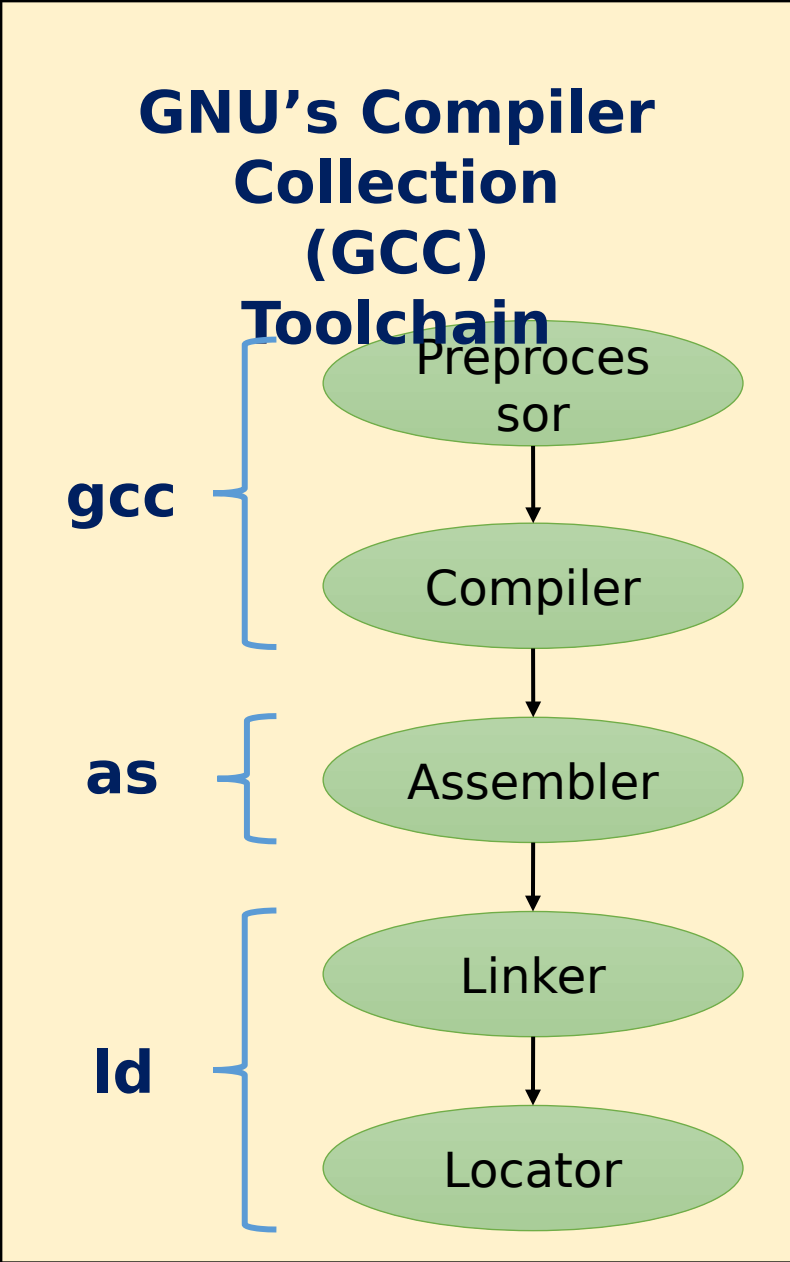 GNU’s Compiler
Collection
(GCC)
Toolchain
Preproces
sor
gcc
Compiler
as
Assembler
Linker
ld
Locator